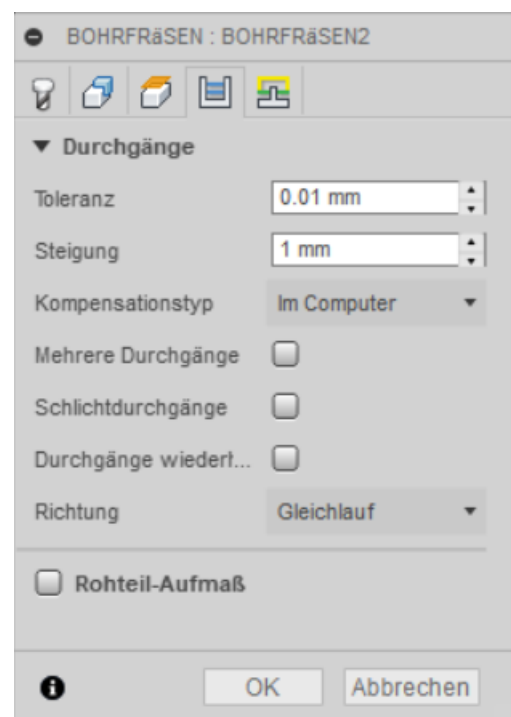 BOHRFRäSEN : BOHRFRäSEN2
Durchgänge
Toleranz 0.01 mm
Steigung 1 mm
Kompensationstyp Im Computer
Mehrere Durchgänge
Schlichtdurchgänge
Durchgänge wiederh...
Richtung Gleichlauf
Rohteil-Aufmaß
OK Abbrechen